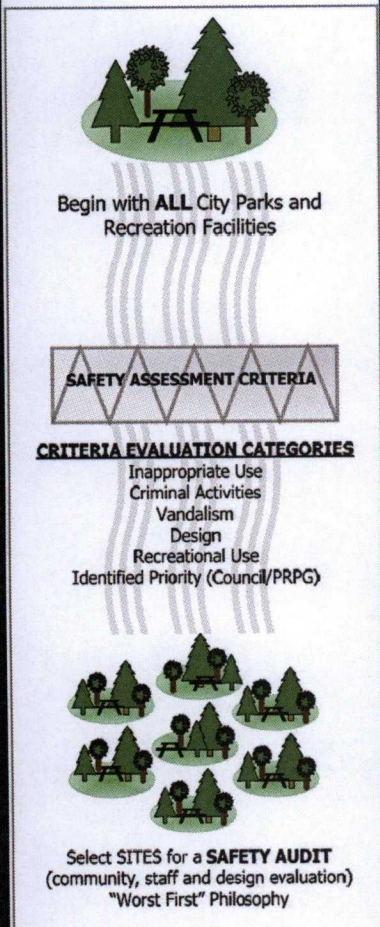 Begin with ALL City Parks and
Recreation Facilities
SAFETY ASSESSMENT CRITERIA
CRITERIA EVALUATION CATEGORIES
Inappropriate Use
Criminal Activities
Vandalism
Design
Recreational Use
Identified Priority (Council/PRPG)
Select SITES for a SAFETY AUDIT
(community, staff and design evaluation)
"Worst First" Philosophy